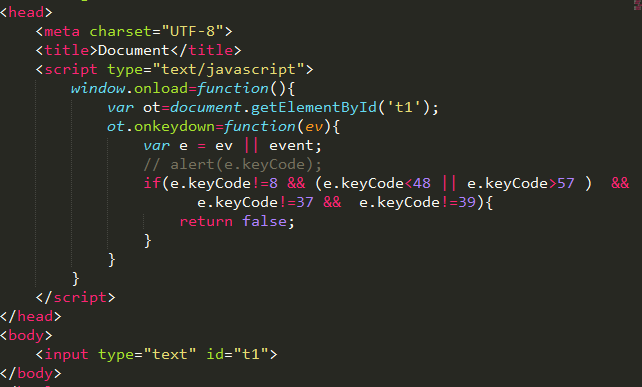 <head>
    <meta charset="UTF-8">
    <title>Document</title>
    <script type="text/javascript">
        window.onload=function(){
            var ot=document.getElementById('t1');
            ot.onkeydown=function(ev){
                var e = ev || event;
                // alert(e.keyCode);
                if(e.keyCode!=8 && (e.keyCode<48 || e.keyCode>57 )  &&
                      e.keyCode!=37 &&  e.keyCode!=39){
                    return false;
                }
            }
        }
    </script>
</head>
<body>
    <input type="text" id="t1">
</body>